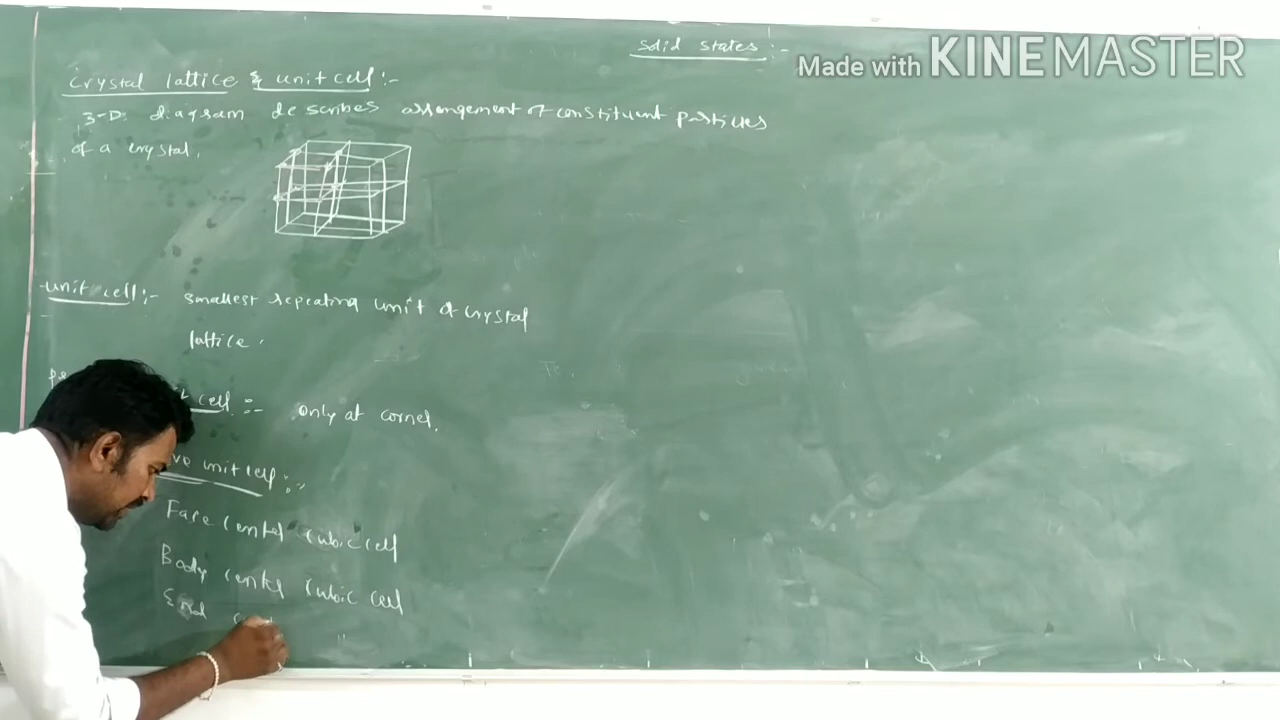 Solid states :-
Made with KINEMASTER
Crystal lattice & unit cell :-
3-D diagram describes arrangement of constituent particles
of a crystal.
unit cell :- smallest repeating unit of crystal
lattice.
cell :- only at corner.
ve unit cell :-
Face center cubic cell
Body center cubic cell
End